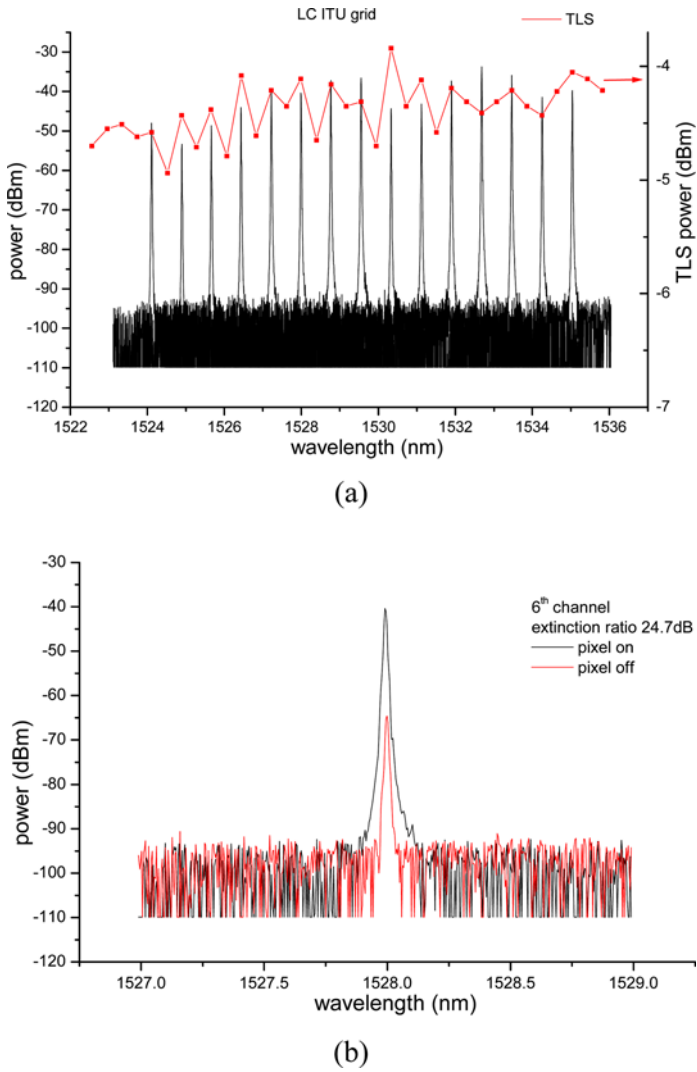 LC ITU grid
TLS
-30
-40
-50
-60
-70
-80
-90
-100
-110
-120
power (dBm)
-4
-5
-6
-7
TLS power (dBm)
1522 1524 1526 1528 1530 1532 1534 1536
wavelength (nm)
(a)
-30
-40
-50
-60
-70
-80
-90
-100
-110
-120
power (dBm)
6th channel
extinction ratio 24.7dB
pixel on
pixel off
1527.0 1527.5 1528.0 1528.5 1529.0
wavelength (nm)
(b)